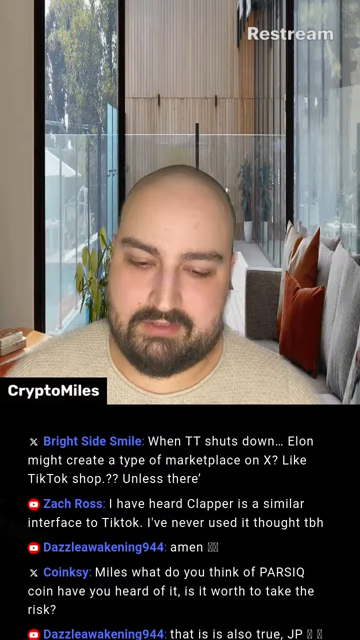 Restream
CryptoMiles
Bright Side Smile: When TT shuts down... Elon
might create a type of marketplace on X? Like
TikTok shop.?? Unless there’
Zach Ross: I have heard Clapper is a similar
interface to Tiktok. I've never used it thought tbh
Dazzleawakening944: amen
Coinksy: Miles what do you think of PARSIQ
coin have you heard of it, is it worth to take the
risk?
Dazzleawakening944: that is is also true, JP